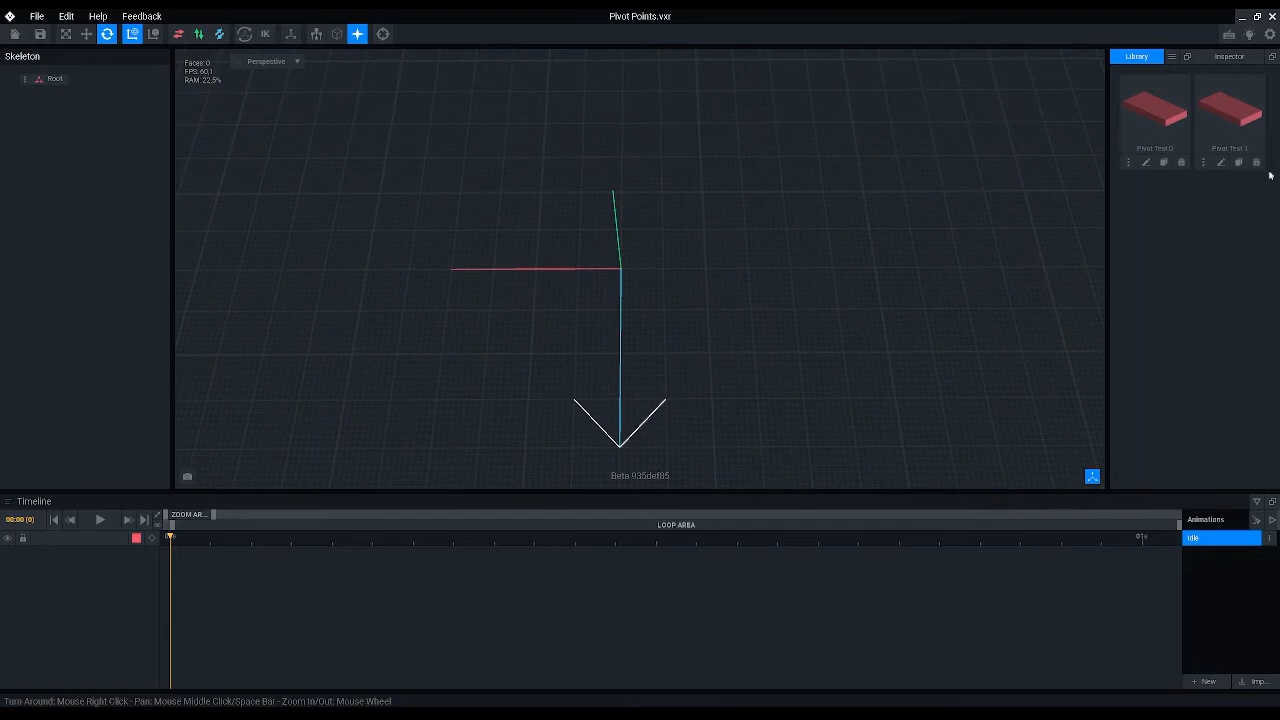 File Edit Help Feedback
Pivot Points.vxr
IK
Skeleton
Root
Faces: 0
FPS: 60,1
RAM: 22,5%
Perspective
Library
Inspector
Pivot Test 0
Pivot Test 1
Beta 935def85
Timeline
00:00 (0)
ZOOM AR...
LOOP AREA
01s
Animations
Idle
New
Imp...
Turn Around: Mouse Right Click - Pan: Mouse Middle Click/Space Bar - Zoom In/Out: Mouse Wheel